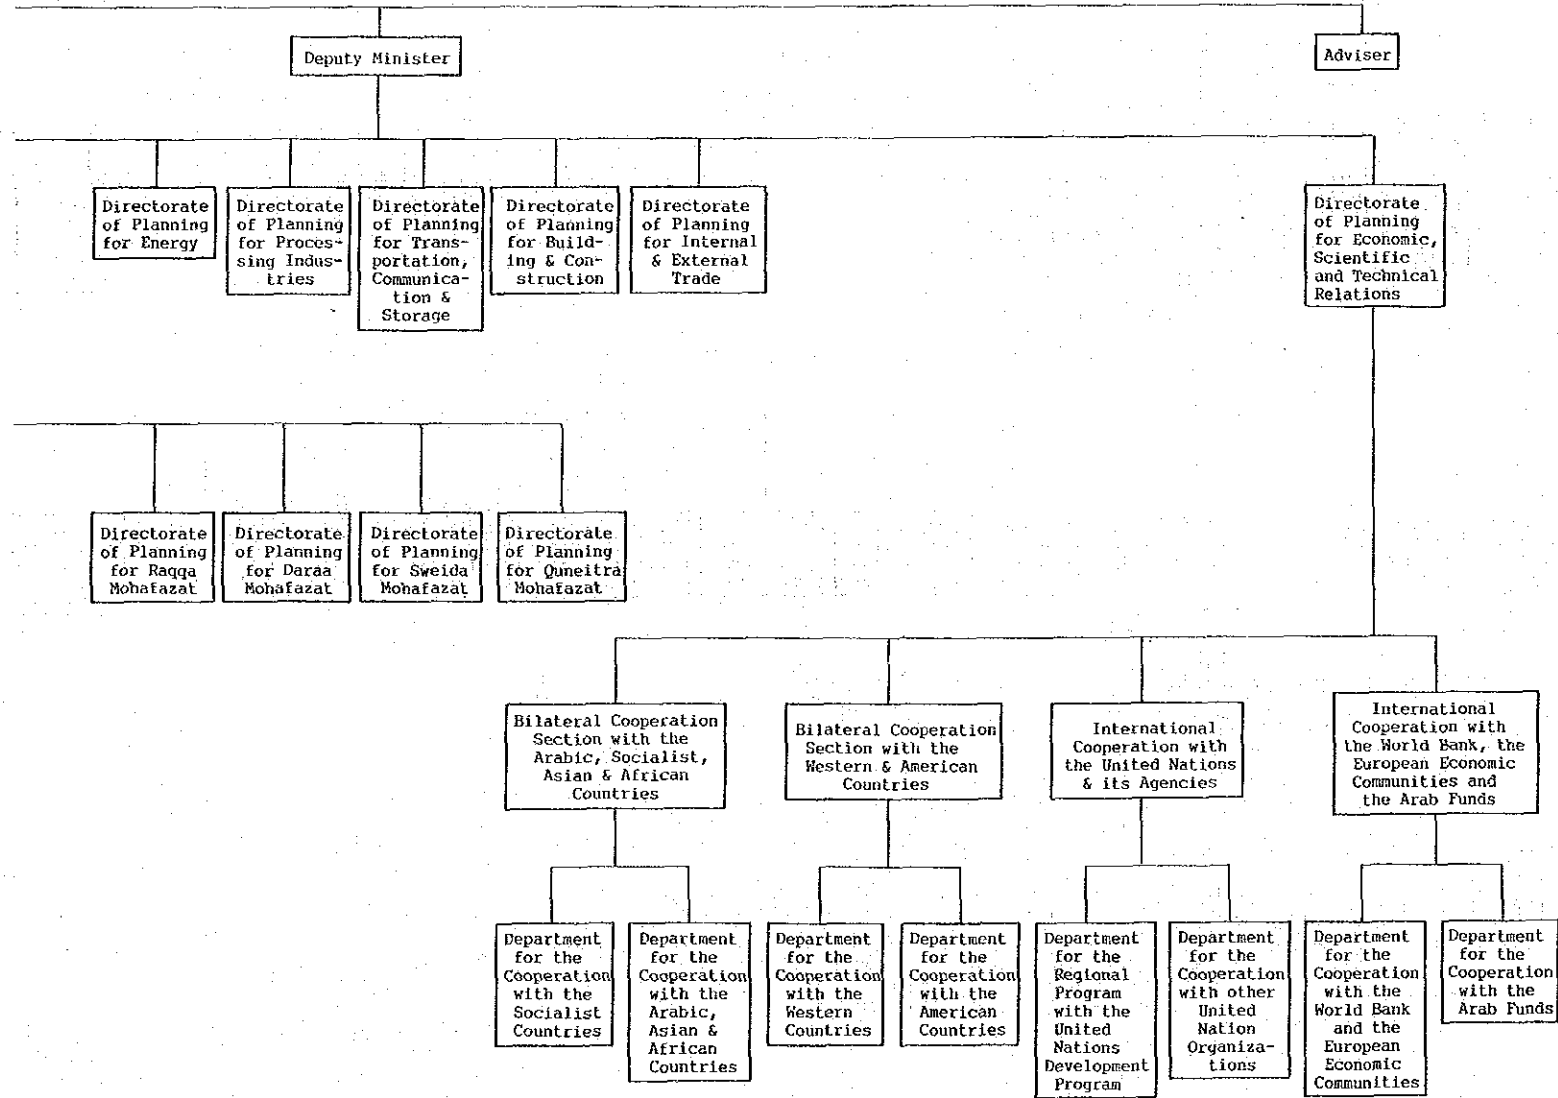 Deputy Minister
Adviser
Directorate
of Planning
for Energy
Directorate
of Planning
for Proces-
sing Indus-
tries
Directorate
of Planning
for Trans-
portation,
Communica-
tion &
Storage
Directorate
of Planning
for Build-
ing & Con-
struction
Directorate
of Planning
for Internal
& External
Trade
Directorate
of Planning
for Economic,
Scientific
and Technical
Relations
Directorate
of Planning
for Raqqa
Mohafazat
Directorate
of Planning
for Daraa
Mohafazat
Directorate
of Planning
for Sweida
Mohafazat
Directorate
of Planning
for Quneitra
Mohafazat
Bilateral Cooperation
Section with the
Arabic, Socialist,
Asian & African
Countries
Bilateral Cooperation
Section with the
Western & American
Countries
International
Cooperation with
the United Nations
& its Agencies
International
Cooperation with
the World Bank, the
European Economic
Communities and
the Arab Funds
Department
for the
Cooperation
with the
Socialist
Countries
Department
for the
Cooperation
with the
Arabic,
Asian &
African
Countries
Department
for the
Cooperation
with the
Western
Countries
Department
for the
Cooperation
with the
American
Countries
Department
for the
Regional
Program
with the
United
Nations
Development
Program
Department
for the
Cooperation
with other
United
Nation
Organiza-
tions
Department
for the
Cooperation
with the
World Bank
and the
European
Economic
Communities
Department
for the
Cooperation
with the
Arab Funds